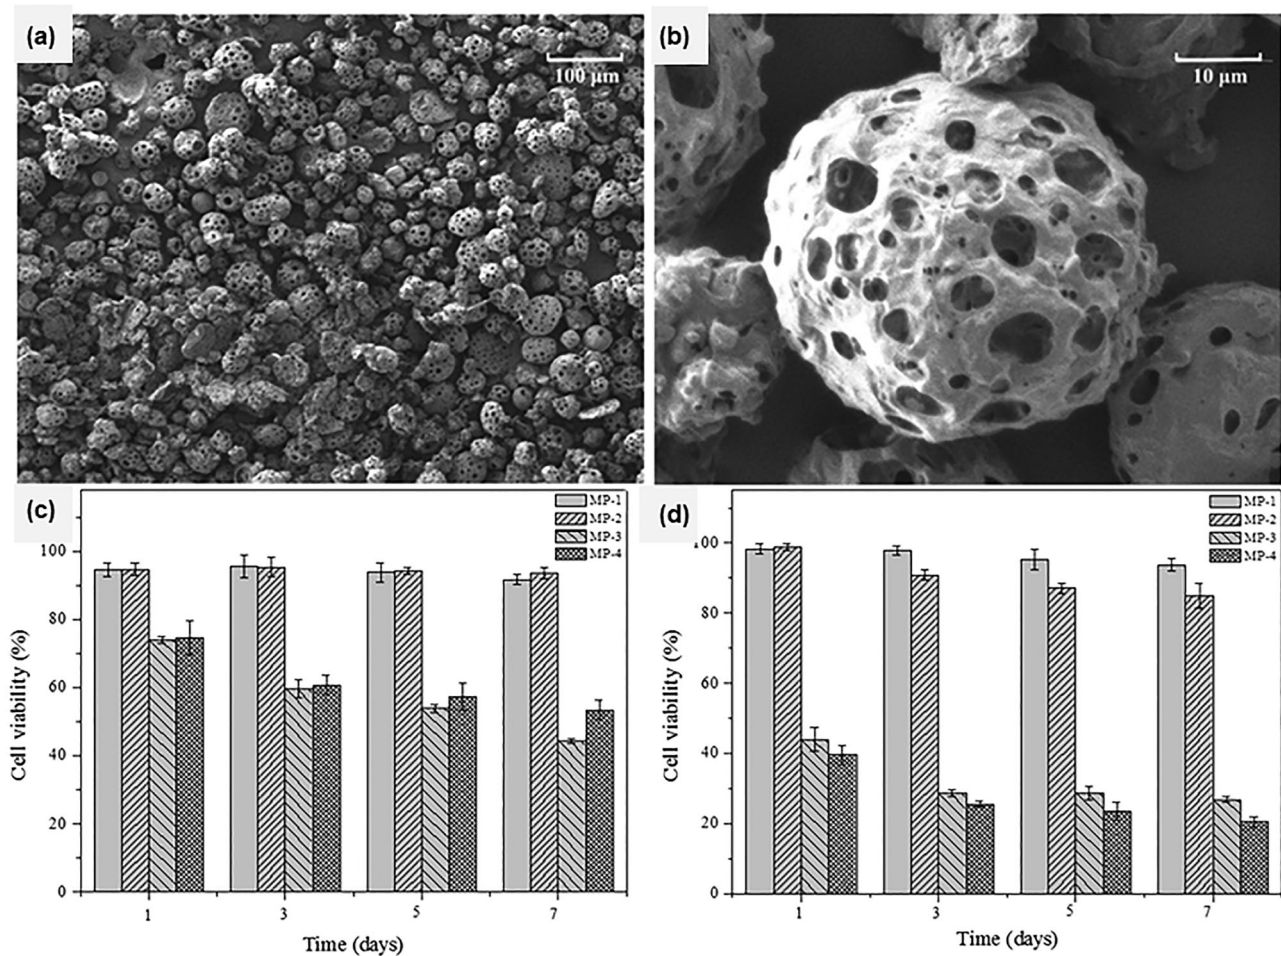 (a)
100 µm
(b)
10 µm
(c)
MP-1
MP-2
MP-3
MP-4
100
80
60
40
20
0
Cell viability (%)
1
3
5
7
Time (days)
(d)
MP-1
MP-2
MP-3
MP-4
100
80
60
40
20
0
Cell viability (%)
1
3
5
7
Time (days)